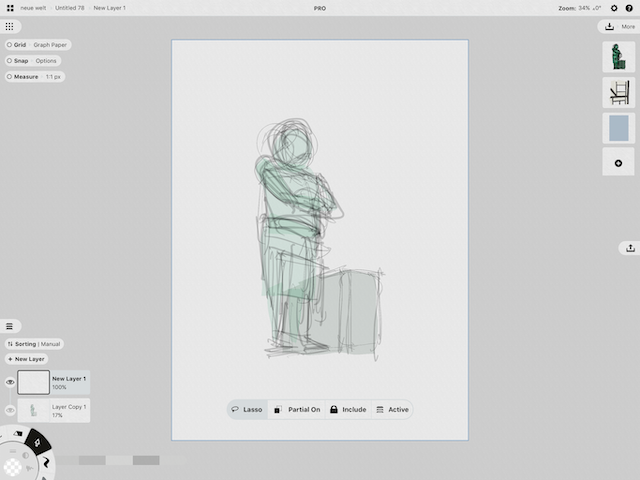 neue welt · Untitled 78 · New Layer 1
PRO
Zoom: 34% ⦣0°
More
Grid · Graph Paper
Snap · Options
Measure · 1:1 px
Sorting | Manual
+ New Layer
New Layer 1
100%
Layer Copy 1
17%
Lasso
Partial On
Include
Active